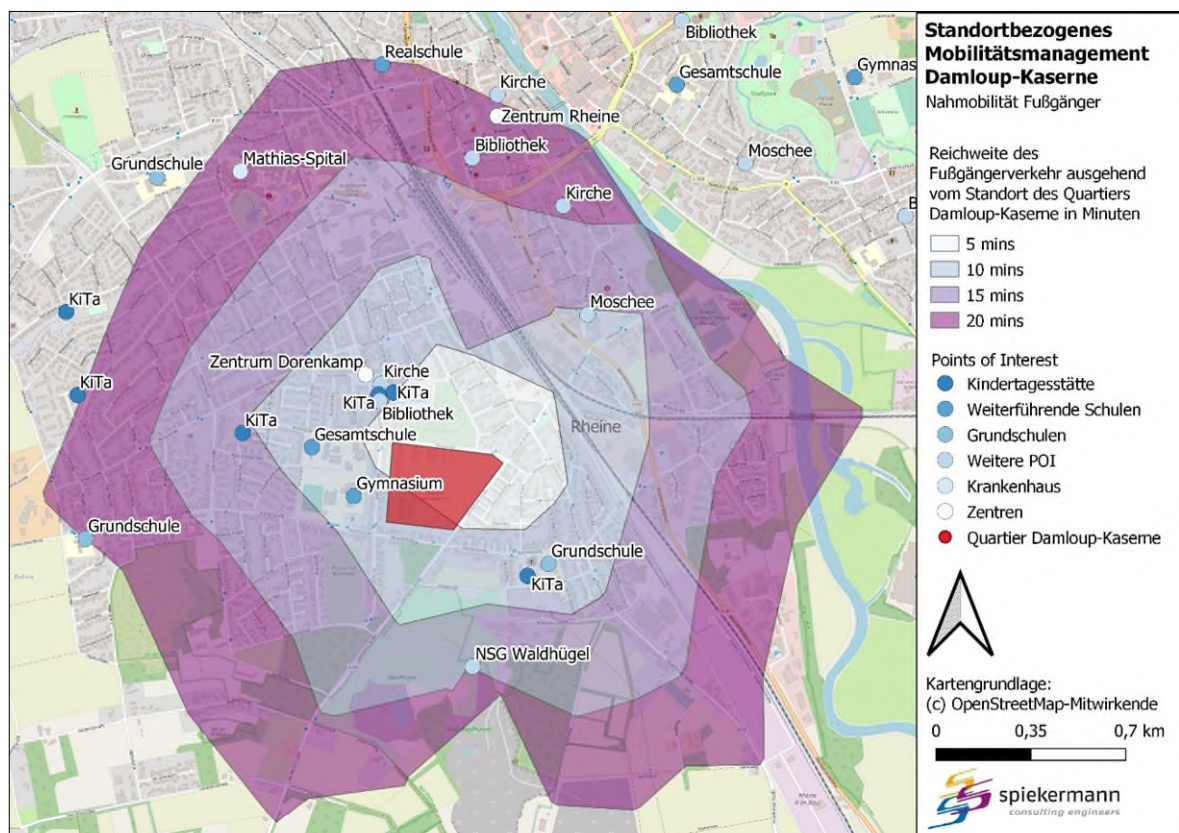 Standortbezogenes
Mobilitätsmanagement
Damloup-Kaserne
Nahmobilität Fußgänger
Reichweite des
Fußgängerverkehr ausgehend
vom Standort des Quartiers
Damloup-Kaserne in Minuten
5 mins
10 mins
15 mins
20 mins
Points of Interest
Kindertagesstätte
Weiterführende Schulen
Grundschulen
Weitere POI
Krankenhaus
Zentren
Quartier Damloup-Kaserne
Kartengrundlage:
(c) OpenStreetMap-Mitwirkende
0 0,35 0,7 km
spiekermann
consulting engineers
Bibliothek
Realschule
Gesamtschule
Gymnas
Kirche
Zentrum Rheine
Bibliothek
Moschee
Grundschule
Mathias-Spital
Kirche
B
KiTa
Moschee
Zentrum Dorenkamp
Kirche
KiTa
KiTa
KiTa
Bibliothek
KiTa
Rheine
Gesamtschule
Gymnasium
Grundschule
Grundschule
KiTa
NSG Waldhügel